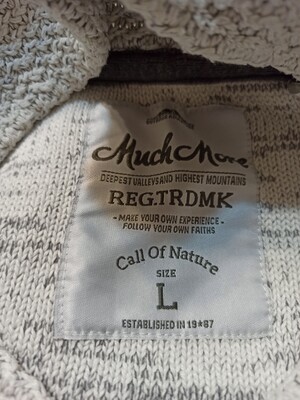 Much More
DEEPEST VALLEYS AND HIGHEST MOUNTAINS
REG.TRDMK
- MAKE YOUR OWN EXPERIENCE -
FOLLOW YOUR OWN FAITHS
Call Of Nature
SIZE
L
ESTABLISHED IN 19*87